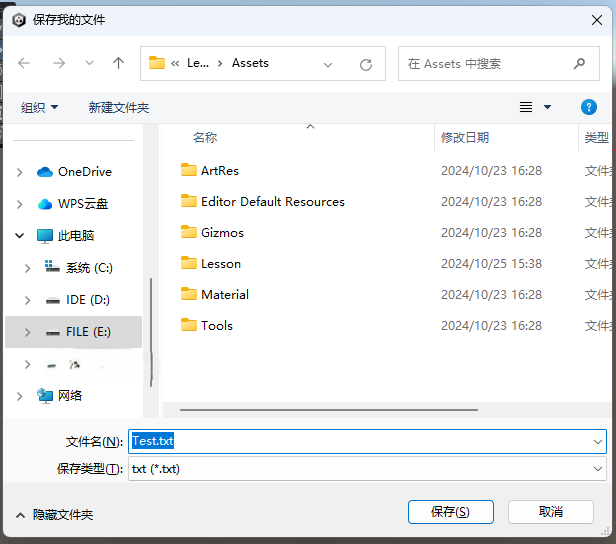 保存我的文件
« Le... › Assets
在 Assets 中搜索
组织 新建文件夹
名称 修改日期 类型
OneDrive
WPS云盘
此电脑
系统 (C:)
IDE (D:)
FILE (E:)
网络
ArtRes 2024/10/23 16:28 文件
Editor Default Resources 2024/10/23 16:28 文件
Gizmos 2024/10/23 16:28 文件
Lesson 2024/10/25 15:38 文件
Material 2024/10/23 16:28 文件
Tools 2024/10/23 16:28 文件
文件名(N): Test.txt
保存类型(T): txt (*.txt)
隐藏文件夹 保存(S) 取消